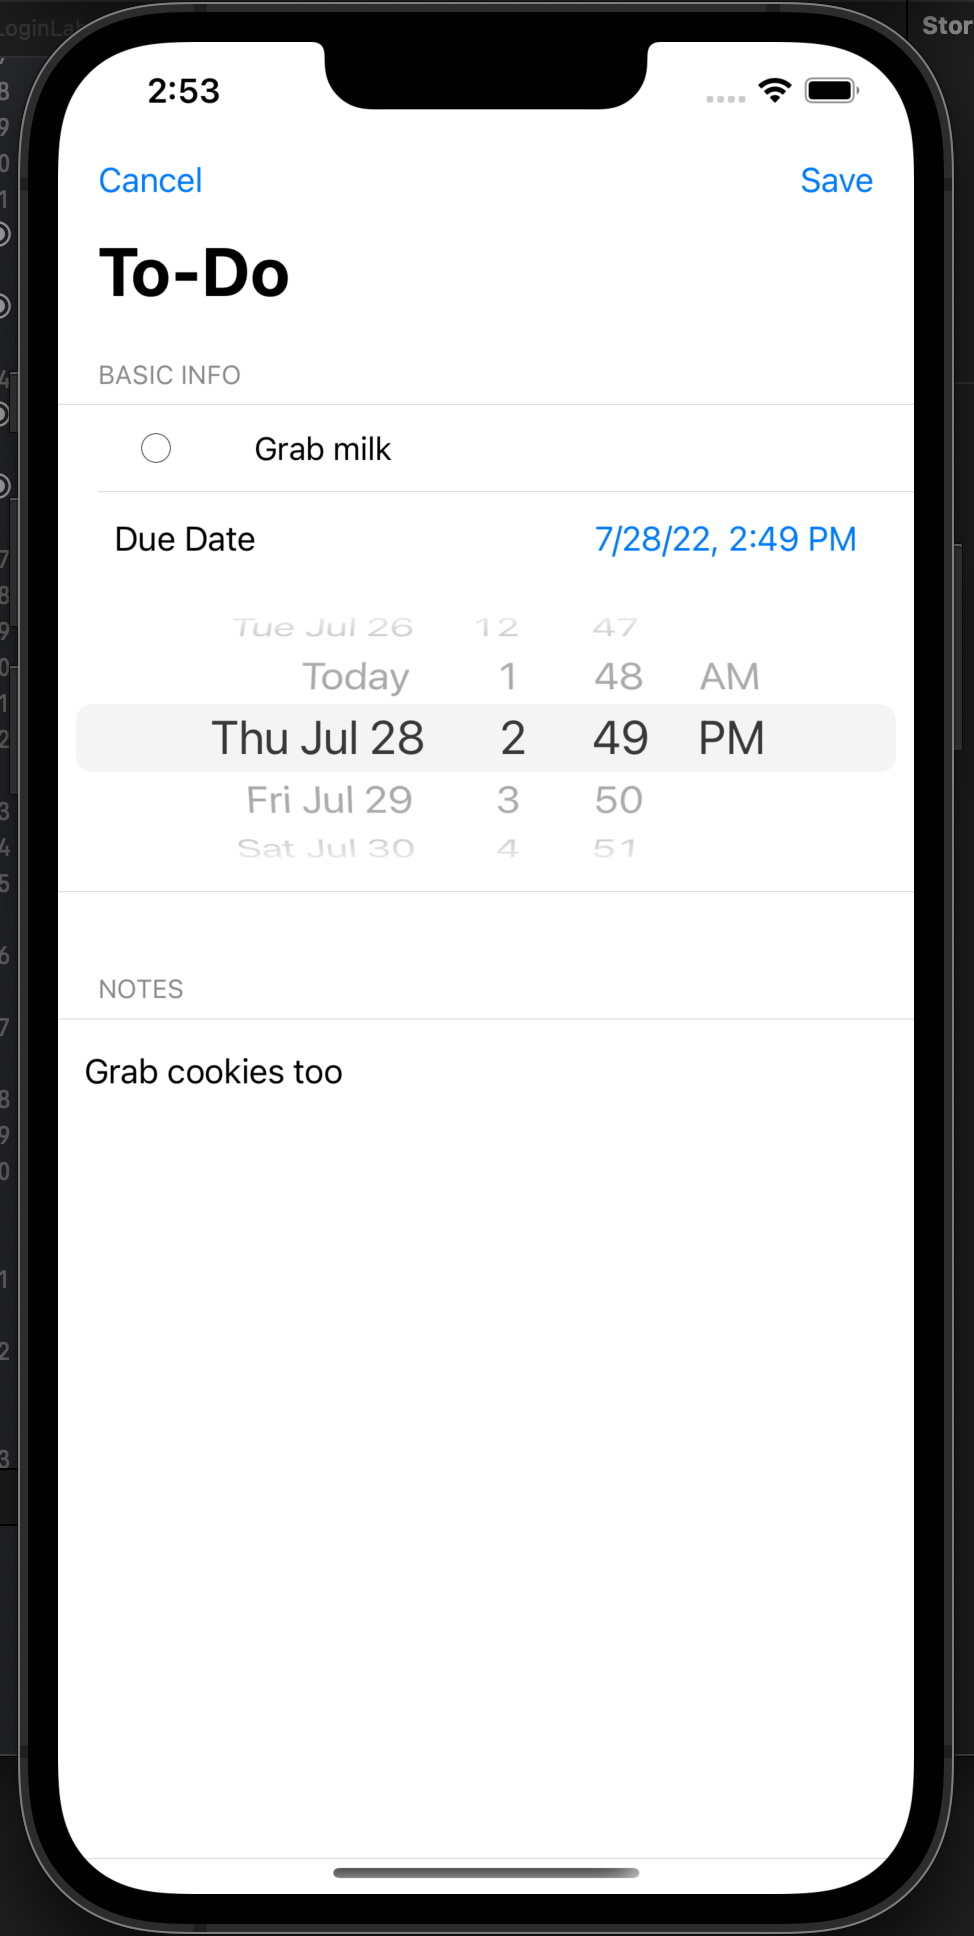 Stor
2:53
Cancel Save
To-Do
BASIC INFO
Grab milk
Due Date 7/28/22, 2:49 PM
Tue Jul 26 12 47
Today 1 48 AM
Thu Jul 28 2 49 PM
Fri Jul 29 3 50
Sat Jul 30 4 51
NOTES
Grab cookies too